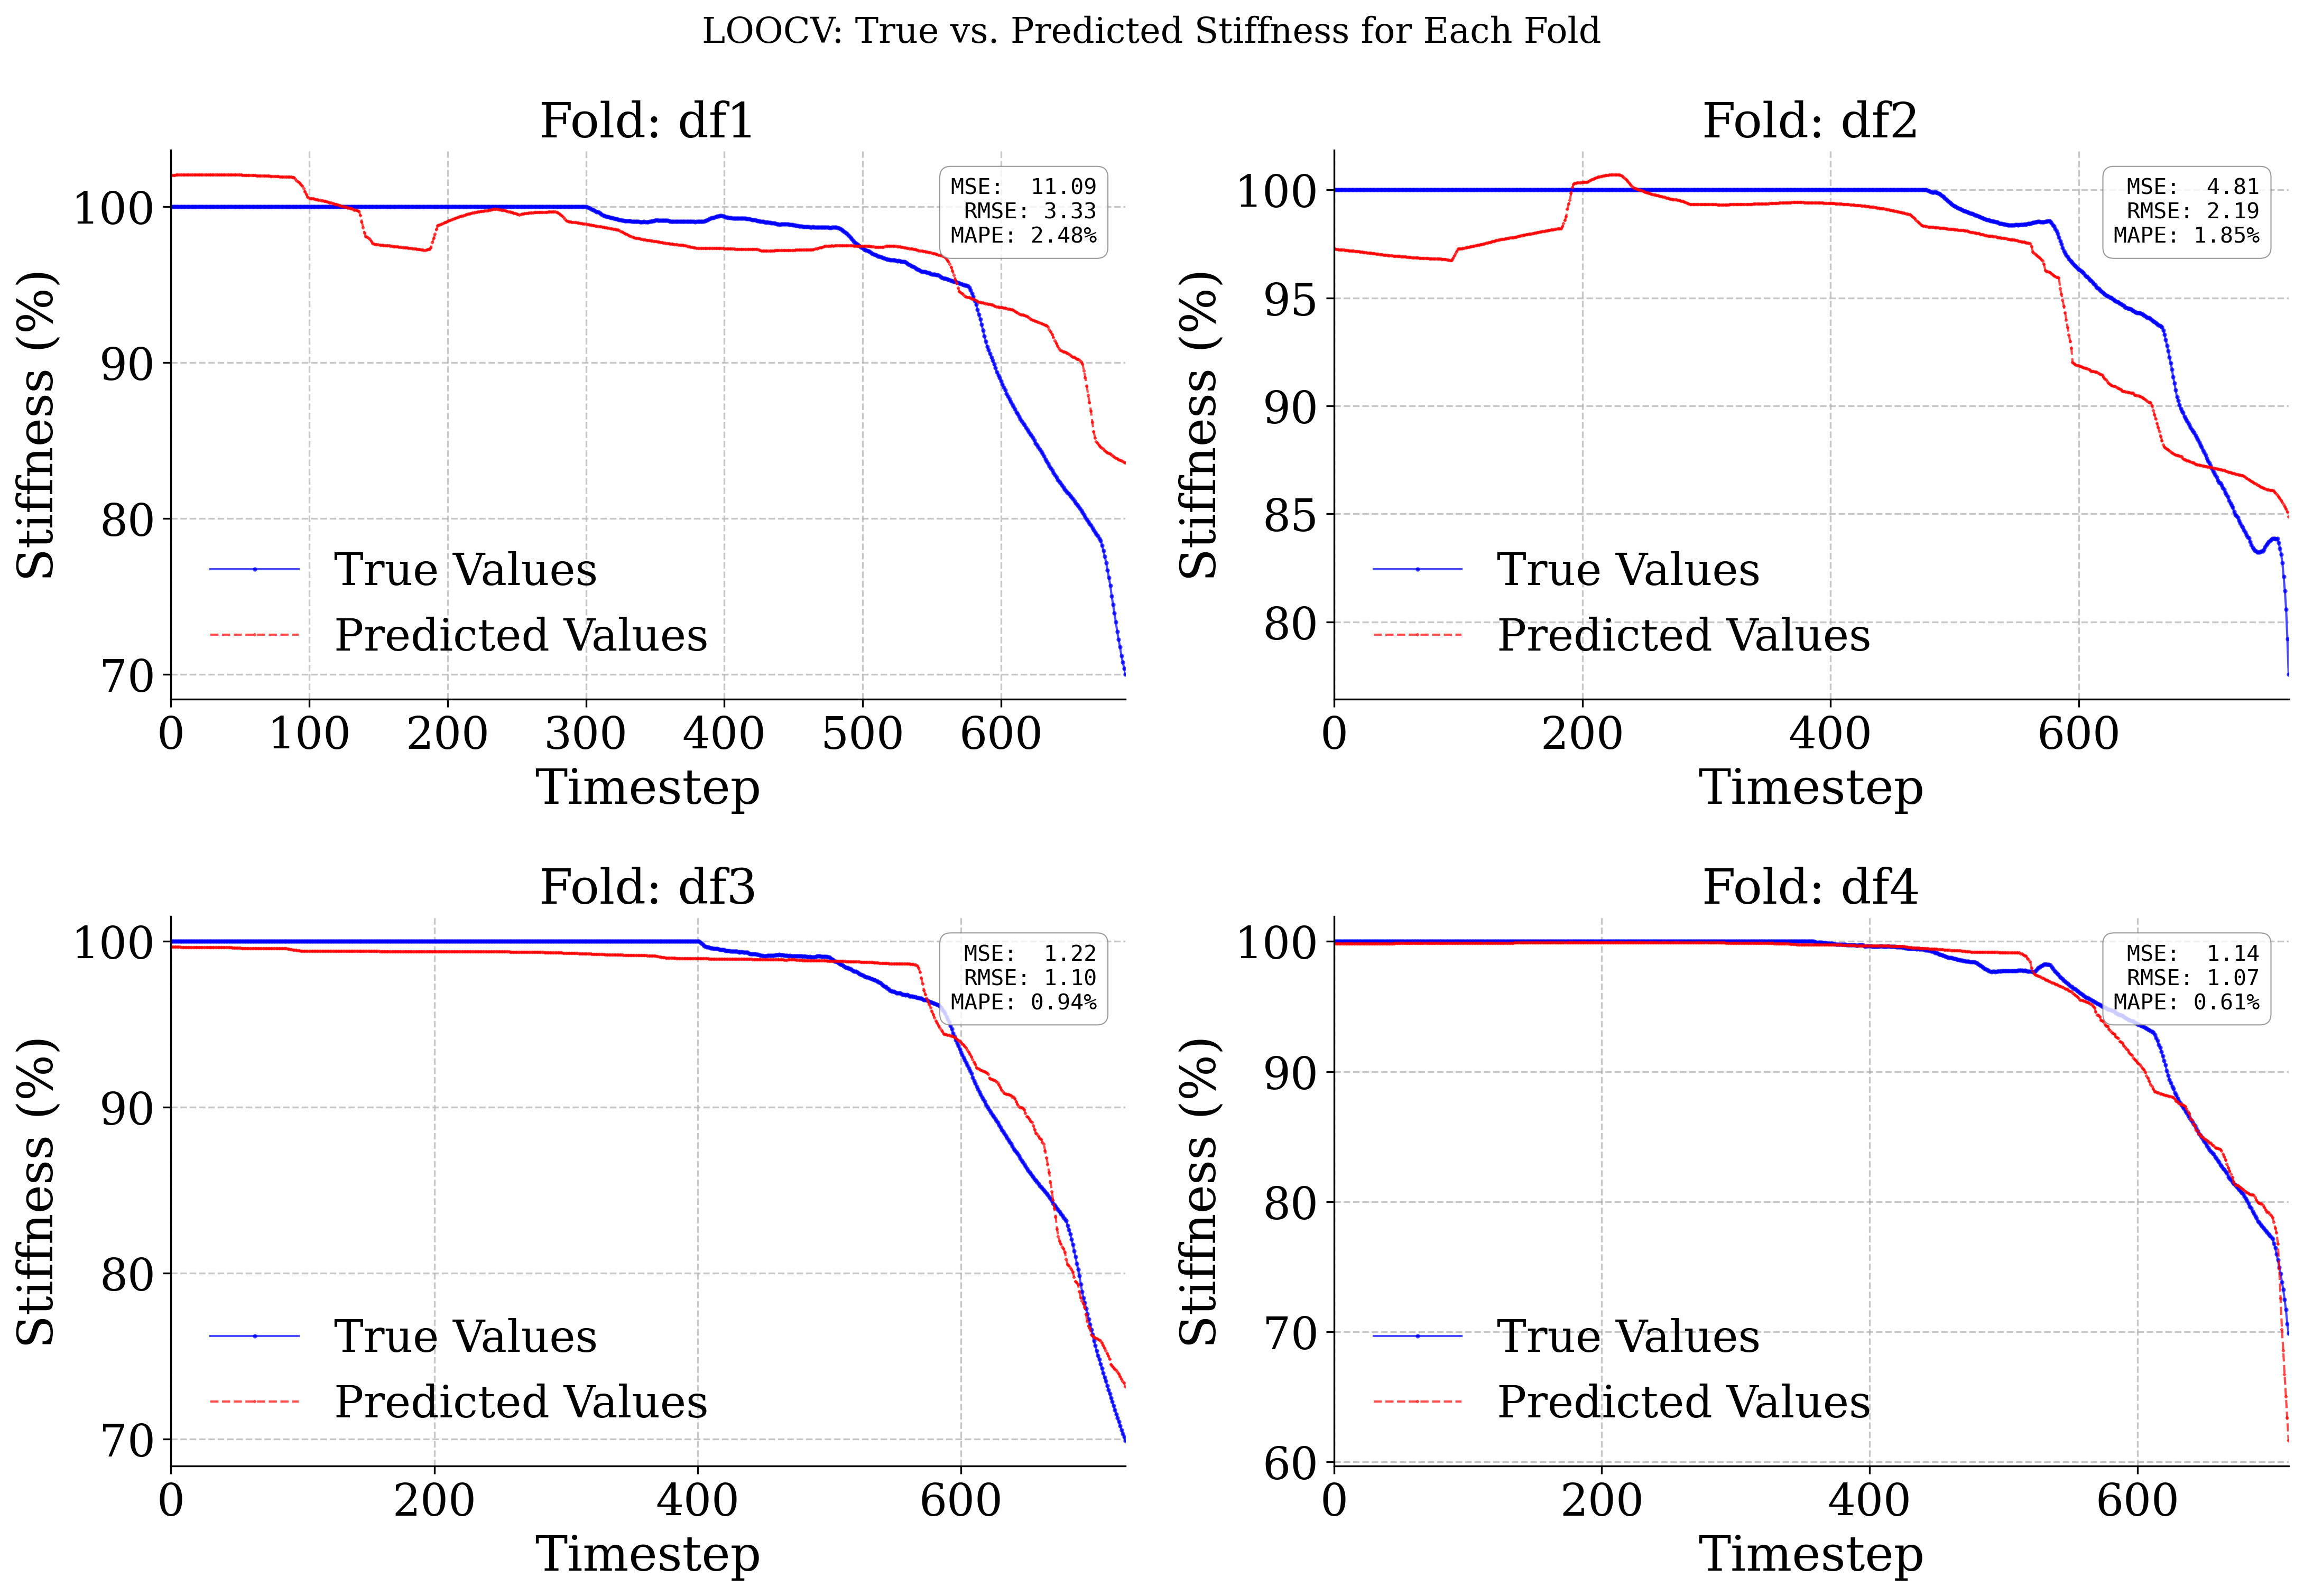 LOOCV: True vs. Predicted Stiffness for Each Fold
Fold: df1
MSE: 11.09
RMSE: 3.33
MAPE: 2.48%
Stiffness (%)
100
90
80
70
True Values
Predicted Values
0 100 200 300 400 500 600
Timestep
Fold: df2
MSE: 4.81
RMSE: 2.19
MAPE: 1.85%
Stiffness (%)
100
95
90
85
80
True Values
Predicted Values
0 200 400 600
Timestep
Fold: df3
MSE: 1.22
RMSE: 1.10
MAPE: 0.94%
Stiffness (%)
100
90
80
70
True Values
Predicted Values
0 200 400 600
Timestep
Fold: df4
MSE: 1.14
RMSE: 1.07
MAPE: 0.61%
Stiffness (%)
100
90
80
70
60
True Values
Predicted Values
0 200 400 600
Timestep